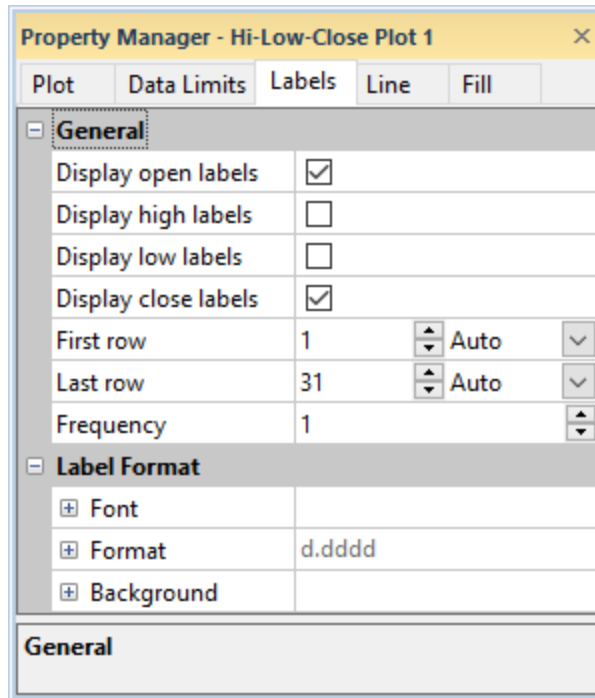 Property Manager - Hi-Low-Close Plot 1
Plot Data Limits Labels Line Fill
General
Display open labels
Display high labels
Display low labels
Display close labels
First row 1 Auto
Last row 31 Auto
Frequency 1
Label Format
Font
Format d.dddd
Background
General